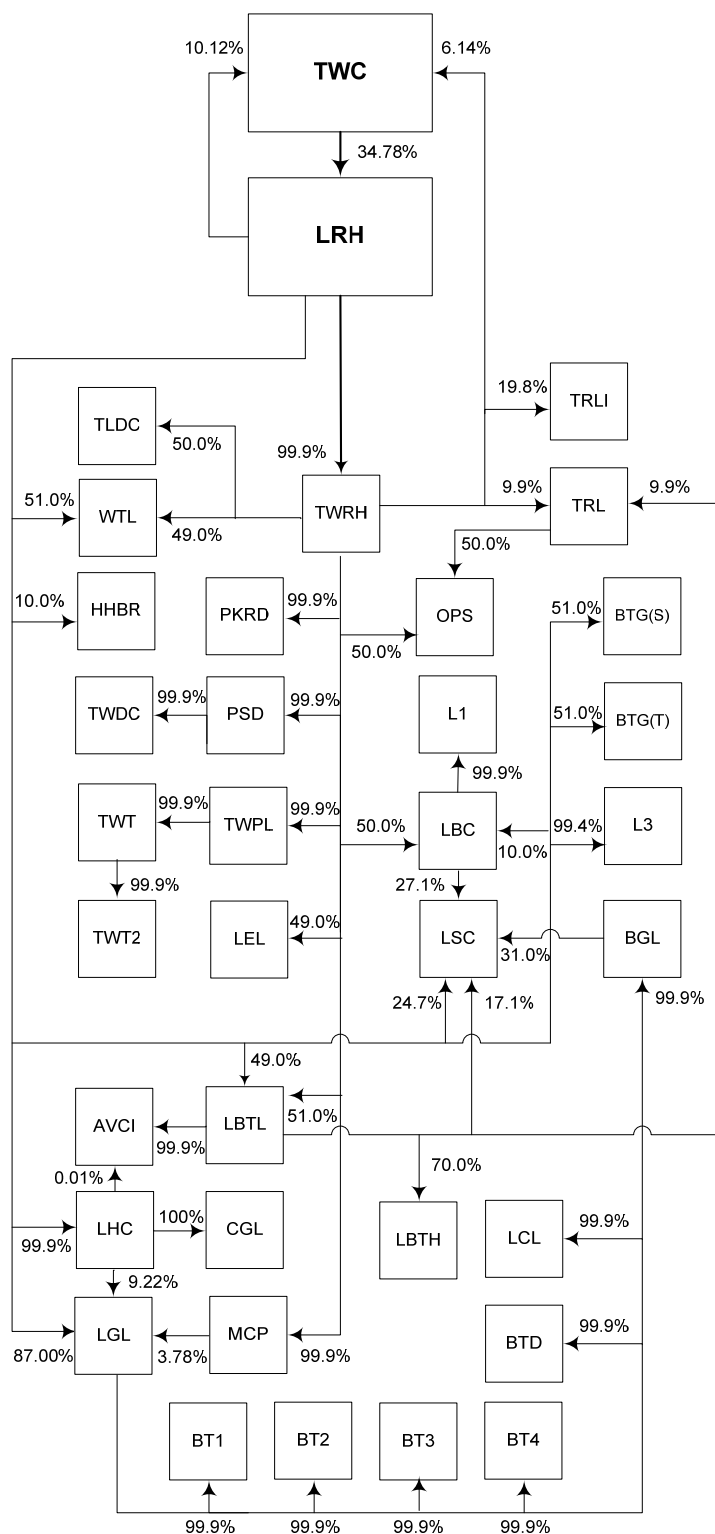 10.12%
6.14%
TWC
34.78%
LRH
19.8%
TRLI
TLDC
50.0%
99.9%
51.0%
WTL
49.0%
TWRH
9.9%
TRL
9.9%
50.0%
10.0%
HHBR
PKRD
99.9%
OPS
50.0%
51.0%
BTG(S)
TWDC
99.9%
PSD
99.9%
L1
51.0%
BTG(T)
99.9%
TWT
99.9%
TWPL
99.9%
50.0%
LBC
10.0%
99.4%
L3
99.9%
27.1%
TWT2
LEL
49.0%
LSC
31.0%
BGL
24.7%
17.1%
99.9%
49.0%
AVCI
99.9%
LBTL
51.0%
0.01%
70.0%
LHC
99.9%
100%
CGL
LBTH
LCL
99.9%
9.22%
LGL
87.00%
3.78%
MCP
99.9%
BTD
99.9%
BT1
BT2
BT3
BT4
99.9%
99.9%
99.9%
99.9%